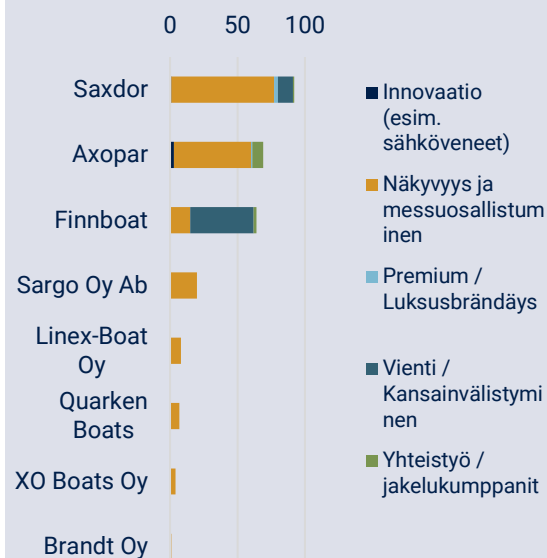 0 50 100
Saxdor
Axopar
Finnboat
Sargo Oy Ab
Linex-Boat
Oy
Quarken
Boats
XO Boats Oy
Brandt Oy
Innovaatio
(esim.
sähköveneet)
Näkyvyys ja
messuosallistum
inen
Premium /
Luksusbrändäys
Vienti /
Kansainvälistymi
nen
Yhteistyö /
jakelukumppanit